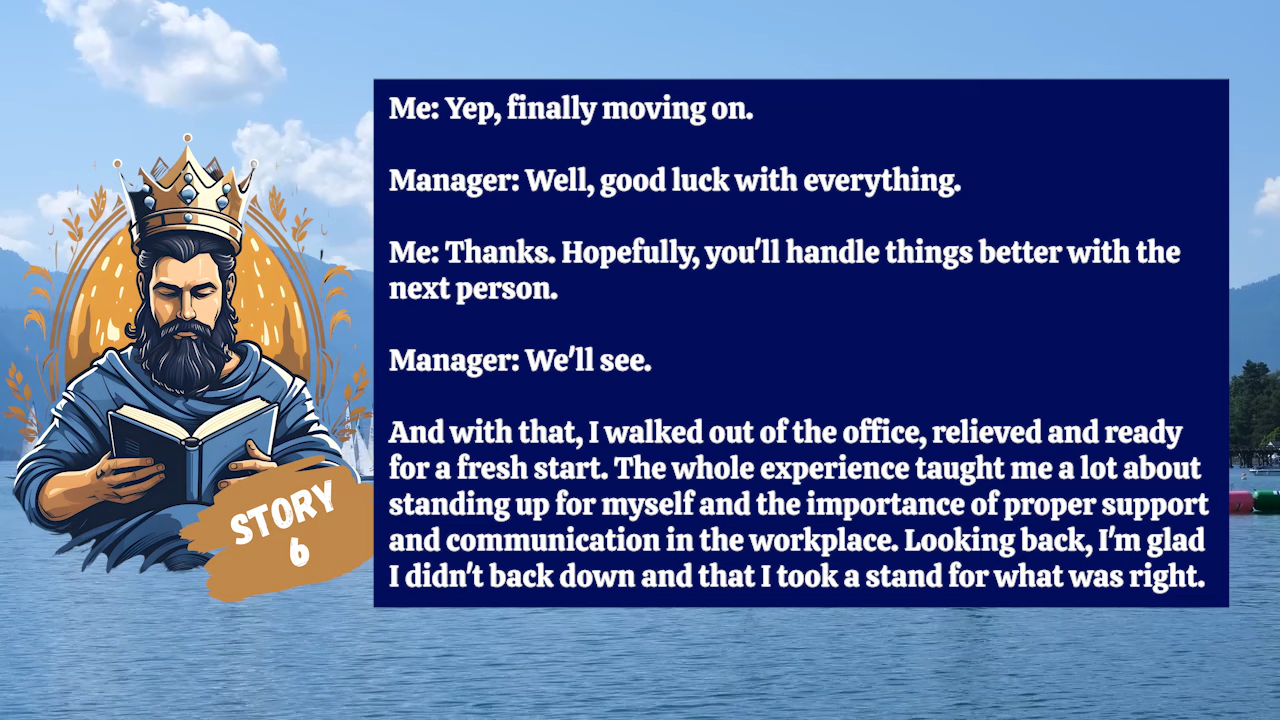 Me: Yep, finally moving on.
Manager: Well, good luck with everything.
Me: Thanks. Hopefully, you'll handle things better with the
next person.
Manager: We'll see.
And with that, I walked out of the office, relieved and ready
for a fresh start. The whole experience taught me a lot about
standing up for myself and the importance of proper support
and communication in the workplace. Looking back, I'm glad
I didn't back down and that I took a stand for what was right.
STORY
6